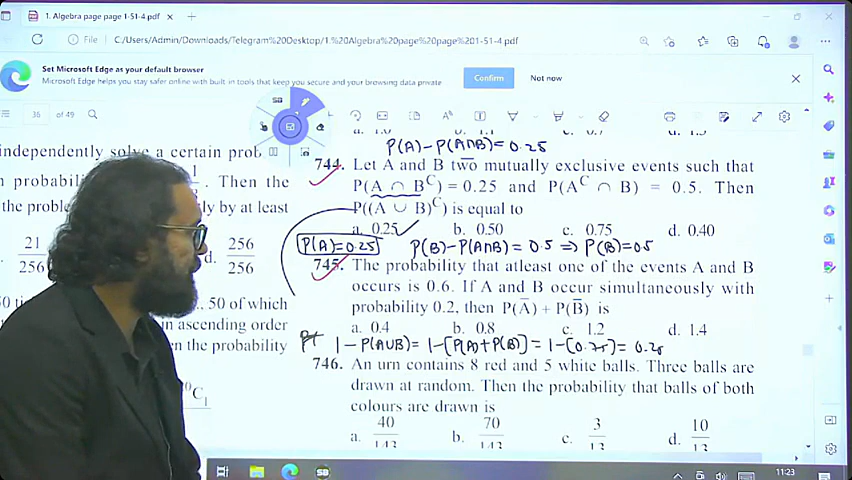 1. Algebra page page 1-51-4.pdf
File C:/Users/Admin/Downloads/Telegram%20Desktop/1.%20Algebra%20page%20page%201-51-4.pdf
Set Microsoft Edge as your default browser
Microsoft Edge helps you stay safer online with built in tools that keep you secure and your browsing data private
Confirm Not now
36 of 49
independently solve a certain prob
probabili
Then the
the proble
ly by at least
21/256
d. 256/256
50 of which
in ascending order
en the probability
P(A)-P(A∩B)=0.25
744. Let A and B two mutually exclusive events such that
P(A ∩ B^C) = 0.25 and P(A^C ∩ B) = 0.5. Then
P((A ∪ B)^C) is equal to
a. 0.25 b. 0.50 c. 0.75 d. 0.40
P(A)=0.25 P(B)-P(A∩B)=0.5 ⇒ P(B)=0.5
745. The probability that atleast one of the events A and B
occurs is 0.6. If A and B occur simultaneously with
probability 0.2, then P(A̅) + P(B̅) is
a. 0.4 b. 0.8 c. 1.2 d. 1.4
1-P(A∪B)=1-[P(A)+P(B)]=1-[0.75]=0.25
746. An urn contains 8 red and 5 white balls. Three balls are
drawn at random. Then the probability that balls of both
colours are drawn is
a. 40/143 b. 70/143 c. 3/13 d. 10/13
11:23